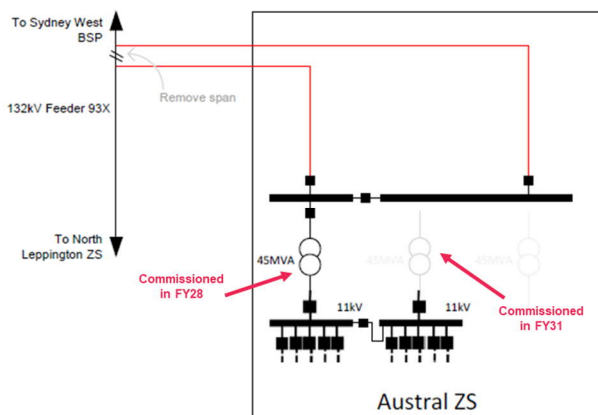 To Sydney West
BSP
Remove span
132kV Feeder 93X
To North
Leppington ZS
45MVA
45MVA
45MVA
Commissioned
in FY28
Commissioned
in FY31
11kV
11kV
Austral ZS